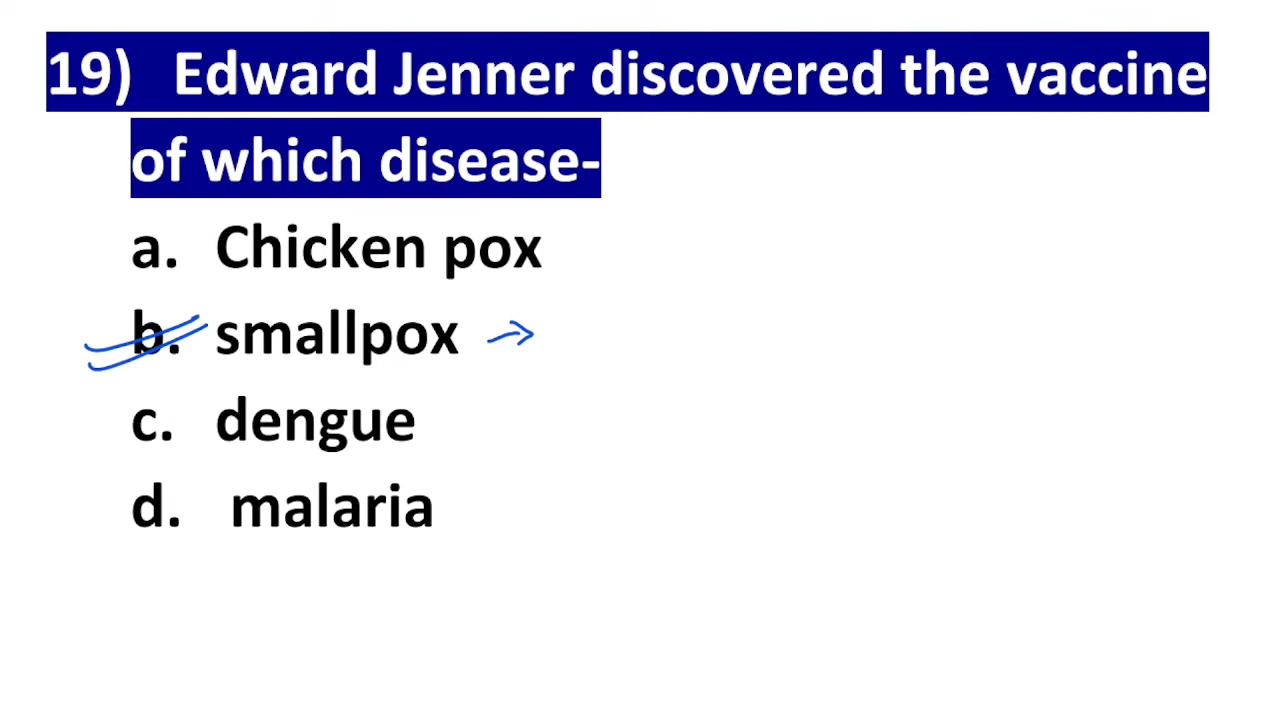 19) Edward Jenner discovered the vaccine
of which disease-
a. Chicken pox
b. smallpox →
c. dengue
d. malaria